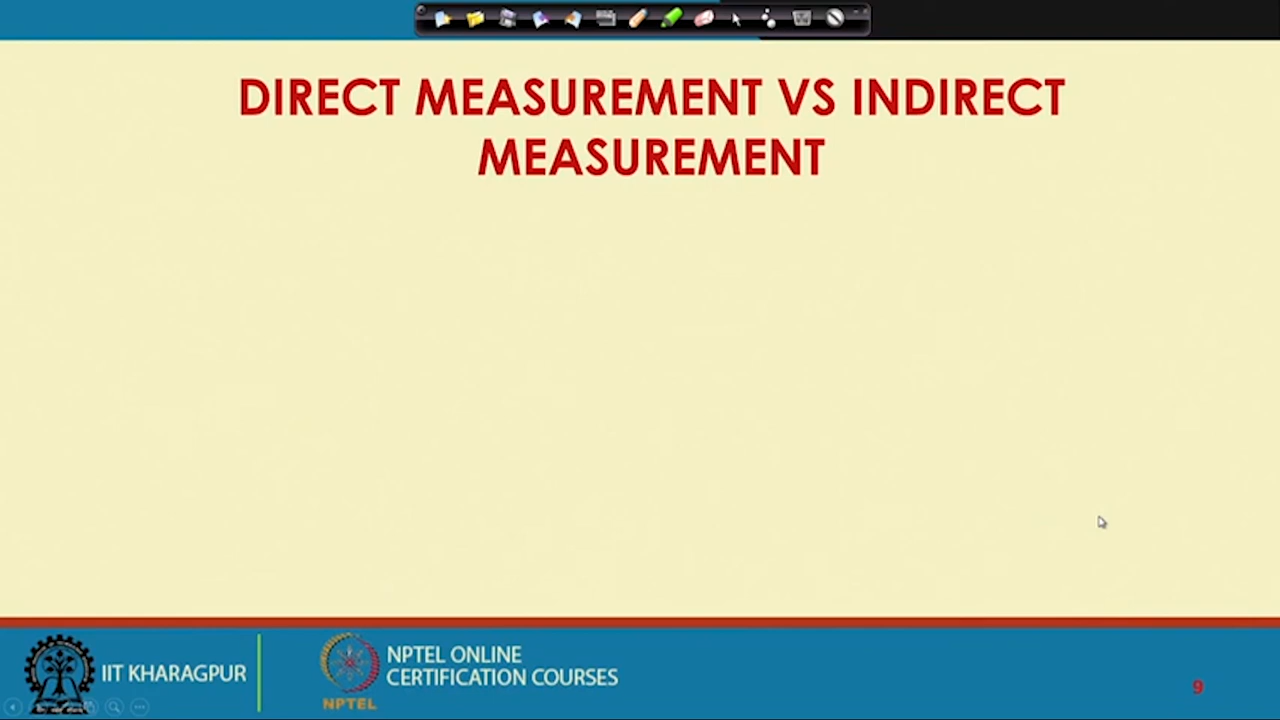 DIRECT MEASUREMENT VS INDIRECT
MEASUREMENT
IIT KHARAGPUR
NPTEL
NPTEL ONLINE
CERTIFICATION COURSES
9